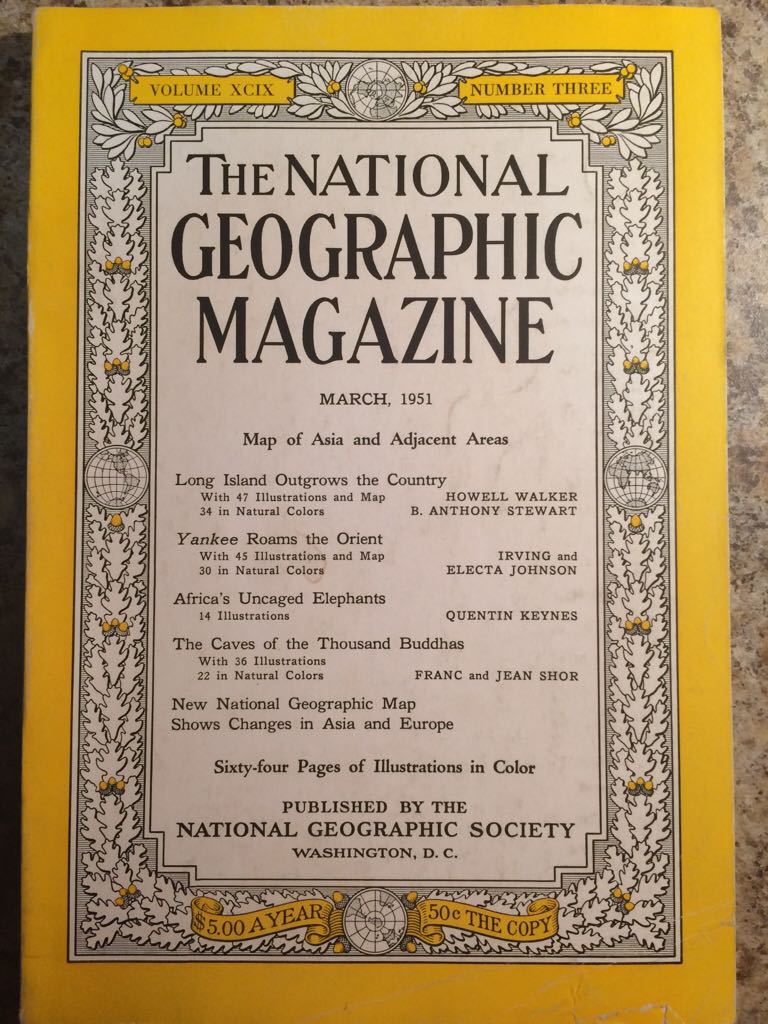 VOLUME XCIX
NUMBER THREE
THE NATIONAL
GEOGRAPHIC
MAGAZINE
MARCH, 1951
Map of Asia and Adjacent Areas
Long Island Outgrows the Country
With 47 Illustrations and Map HOWELL WALKER
34 in Natural Colors B. ANTHONY STEWART
Yankee Roams the Orient
With 45 Illustrations and Map IRVING and
30 in Natural Colors ELECTA JOHNSON
Africa's Uncaged Elephants
14 Illustrations QUENTIN KEYNES
The Caves of the Thousand Buddhas
With 36 Illustrations
22 in Natural Colors FRANC and JEAN SHOR
New National Geographic Map
Shows Changes in Asia and Europe
Sixty-four Pages of Illustrations in Color
PUBLISHED BY THE
NATIONAL GEOGRAPHIC SOCIETY
WASHINGTON, D. C.
$5.00 A YEAR
50c THE COPY